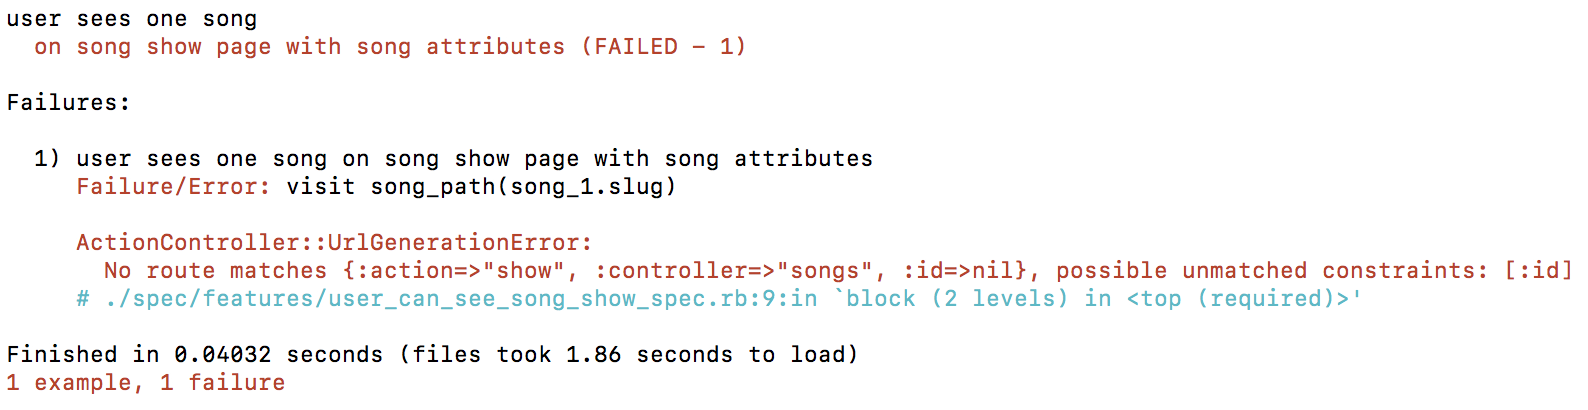 user sees one song
on song show page with song attributes (FAILED - 1)
Failures:
1) user sees one song on song show page with song attributes
Failure/Error: visit song_path(song_1.slug)
ActionController::UrlGenerationError:
No route matches {:action=>"show", :controller=>"songs", :id=>nil}, possible unmatched constraints: [:id]
# ./spec/features/user_can_see_song_show_spec.rb:9:in `block (2 levels) in <top (required)>'
Finished in 0.04032 seconds (files took 1.86 seconds to load)
1 example, 1 failure